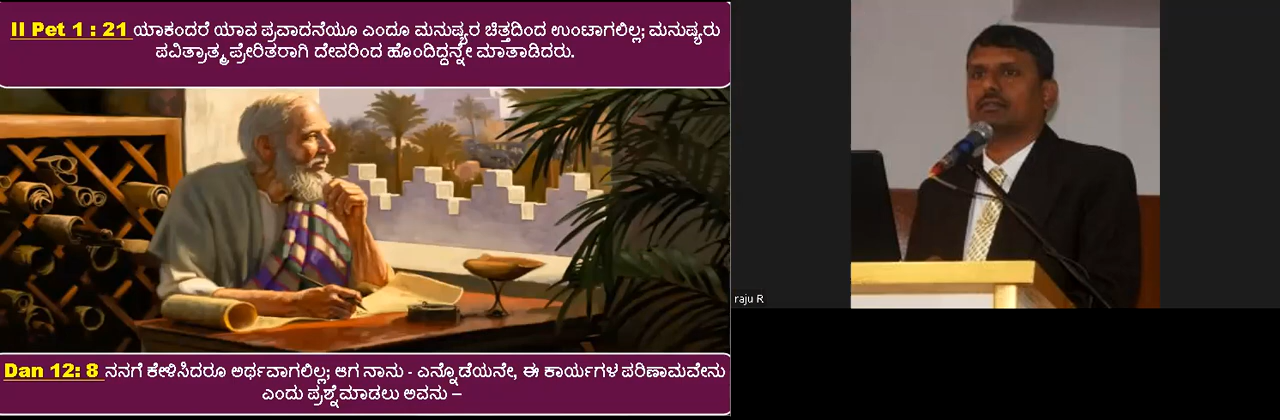 II Pet 1 : 21 ಯಾಕಂದರೆ ಯಾವ ಪ್ರವಾದನೆಯೂ ಎಂದೂ ಮನುಷ್ಯರ ಚಿತ್ತದಿಂದ ಉಂಟಾಗಲಿಲ್ಲ; ಮನುಷ್ಯರು
ಪವಿತ್ರಾತ್ಮ ಪ್ರೇರಿತರಾಗಿ ದೇವರಿಂದ ಹೊಂದಿದ್ದನ್ನೇ ಮಾತಾಡಿದರು.
raju R
Dan 12: 8 ನನಗೆ ಕೇಳಿಸಿದರೂ ಅರ್ಥವಾಗಲಿಲ್ಲ; ಆಗ ನಾನು - ಎನ್ನೊಡೆಯನೇ, ಈ ಕಾರ್ಯಗಳ ಪರಿಣಾಮವೇನು
ಎಂದು ಪ್ರಶ್ನೆಮಾಡಲು ಅವನು –